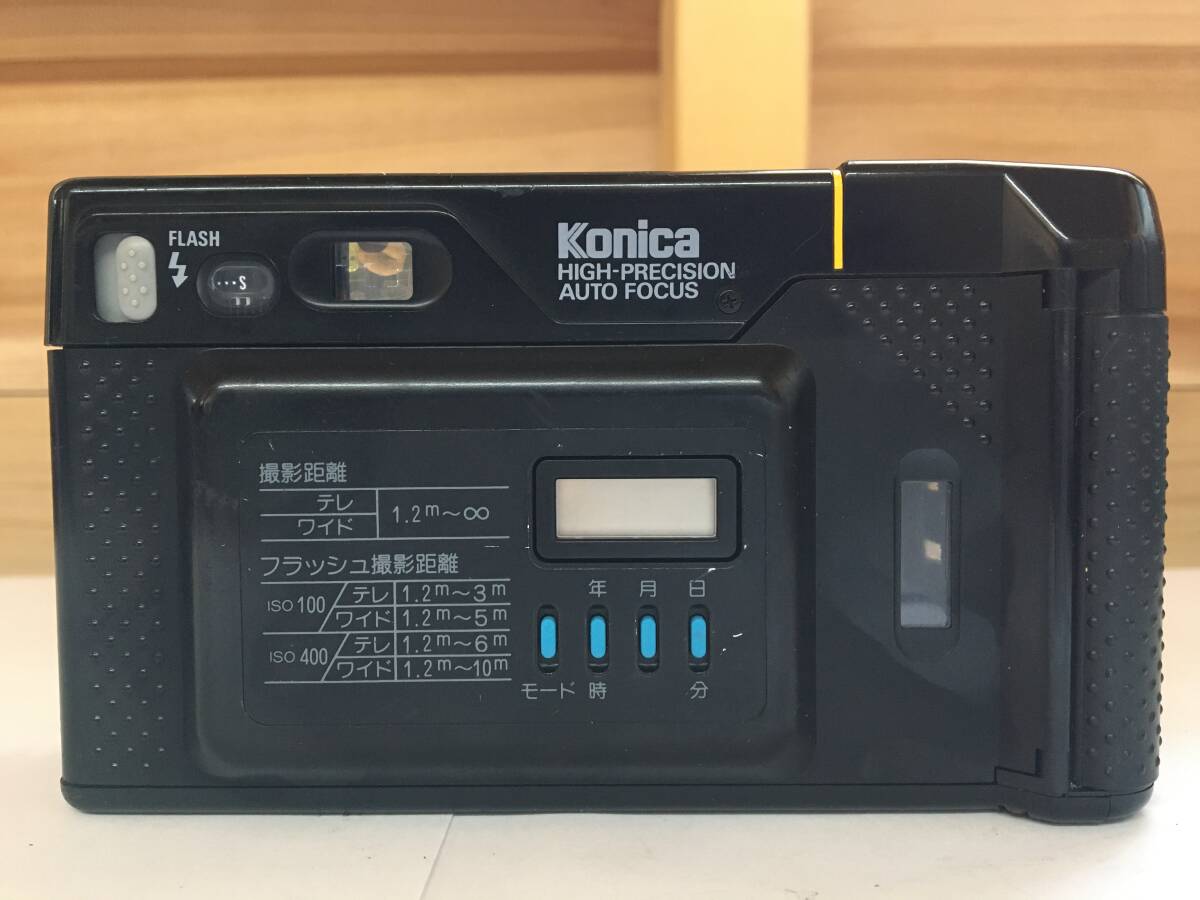 FLASH
···S
Konica
HIGH-PRECISION
AUTO FOCUS
撮影距離
テレ
ワイド
1.2m～∞
フラッシュ撮影距離
ISO 100 テレ 1.2m～3m
ワイド 1.2m～5m
ISO 400 テレ 1.2m～6m
ワイド 1.2m～10m
年 月 日
モード 時 分